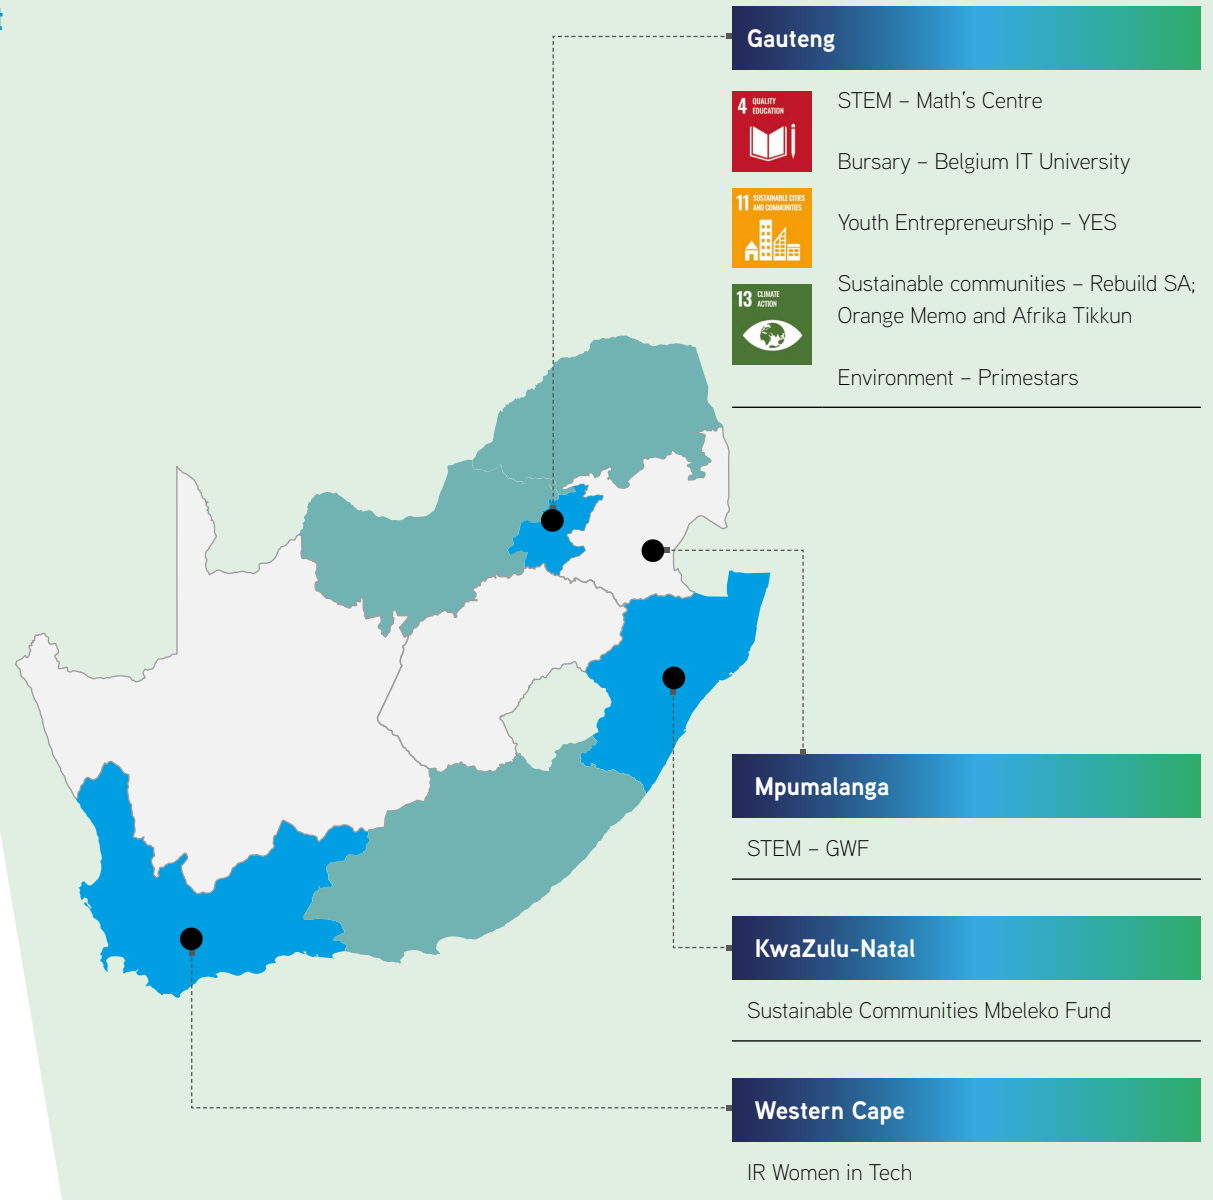 Gauteng
4 QUALITY
EDUCATION
STEM – Math's Centre
Bursary – Belgium IT University
11 SUSTAINABLE CITIES
AND COMMUNITIES
Youth Entrepreneurship – YES
13 CLIMATE
ACTION
Sustainable communities – Rebuild SA;
Orange Memo and Afrika Tikkun
Environment – Primestars
Mpumalanga
STEM – GWF
KwaZulu-Natal
Sustainable Communities Mbeleko Fund
Western Cape
IR Women in Tech